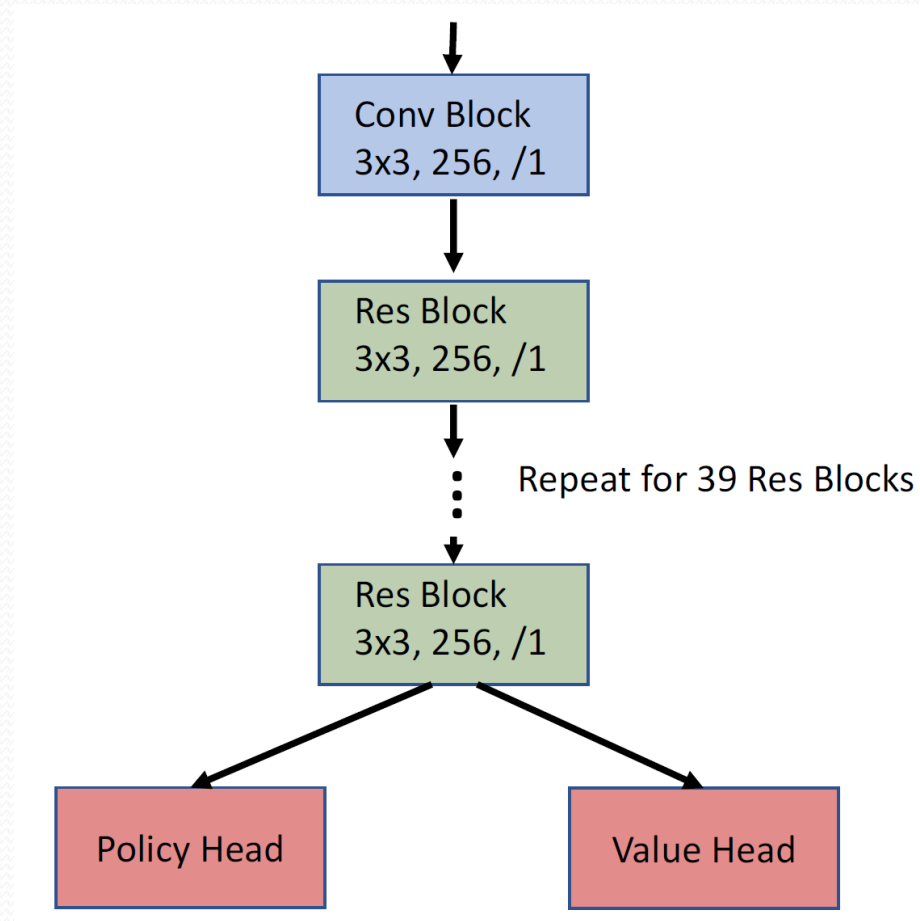 Conv Block
3x3, 256, /1
Res Block
3x3, 256, /1
Repeat for 39 Res Blocks
Res Block
3x3, 256, /1
Policy Head
Value Head